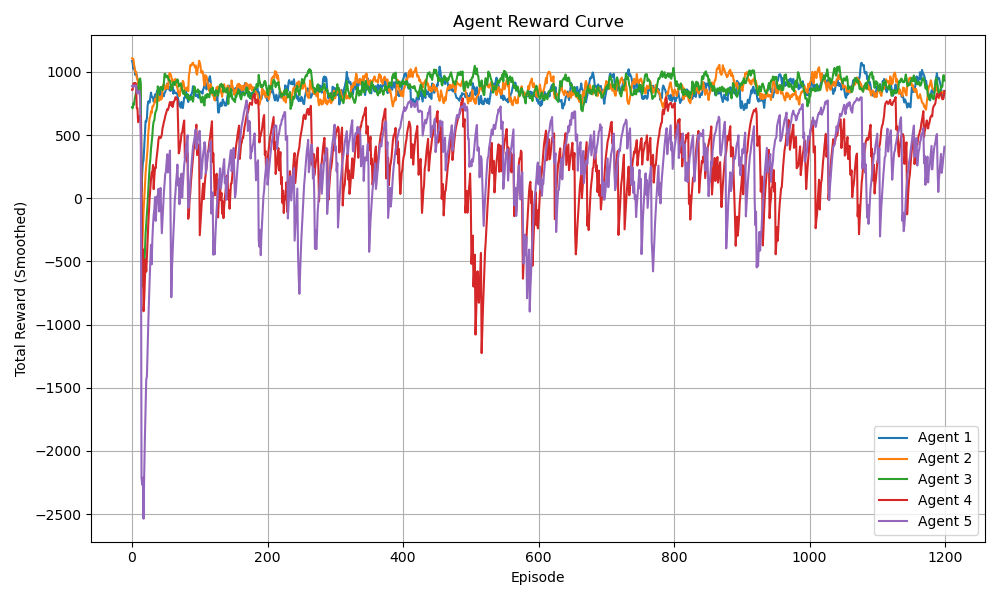 Agent Reward Curve
Total Reward (Smoothed)
1000
500
0
−500
−1000
−1500
−2000
−2500
0 200 400 600 800 1000 1200
Episode
Agent 1
Agent 2
Agent 3
Agent 4
Agent 5